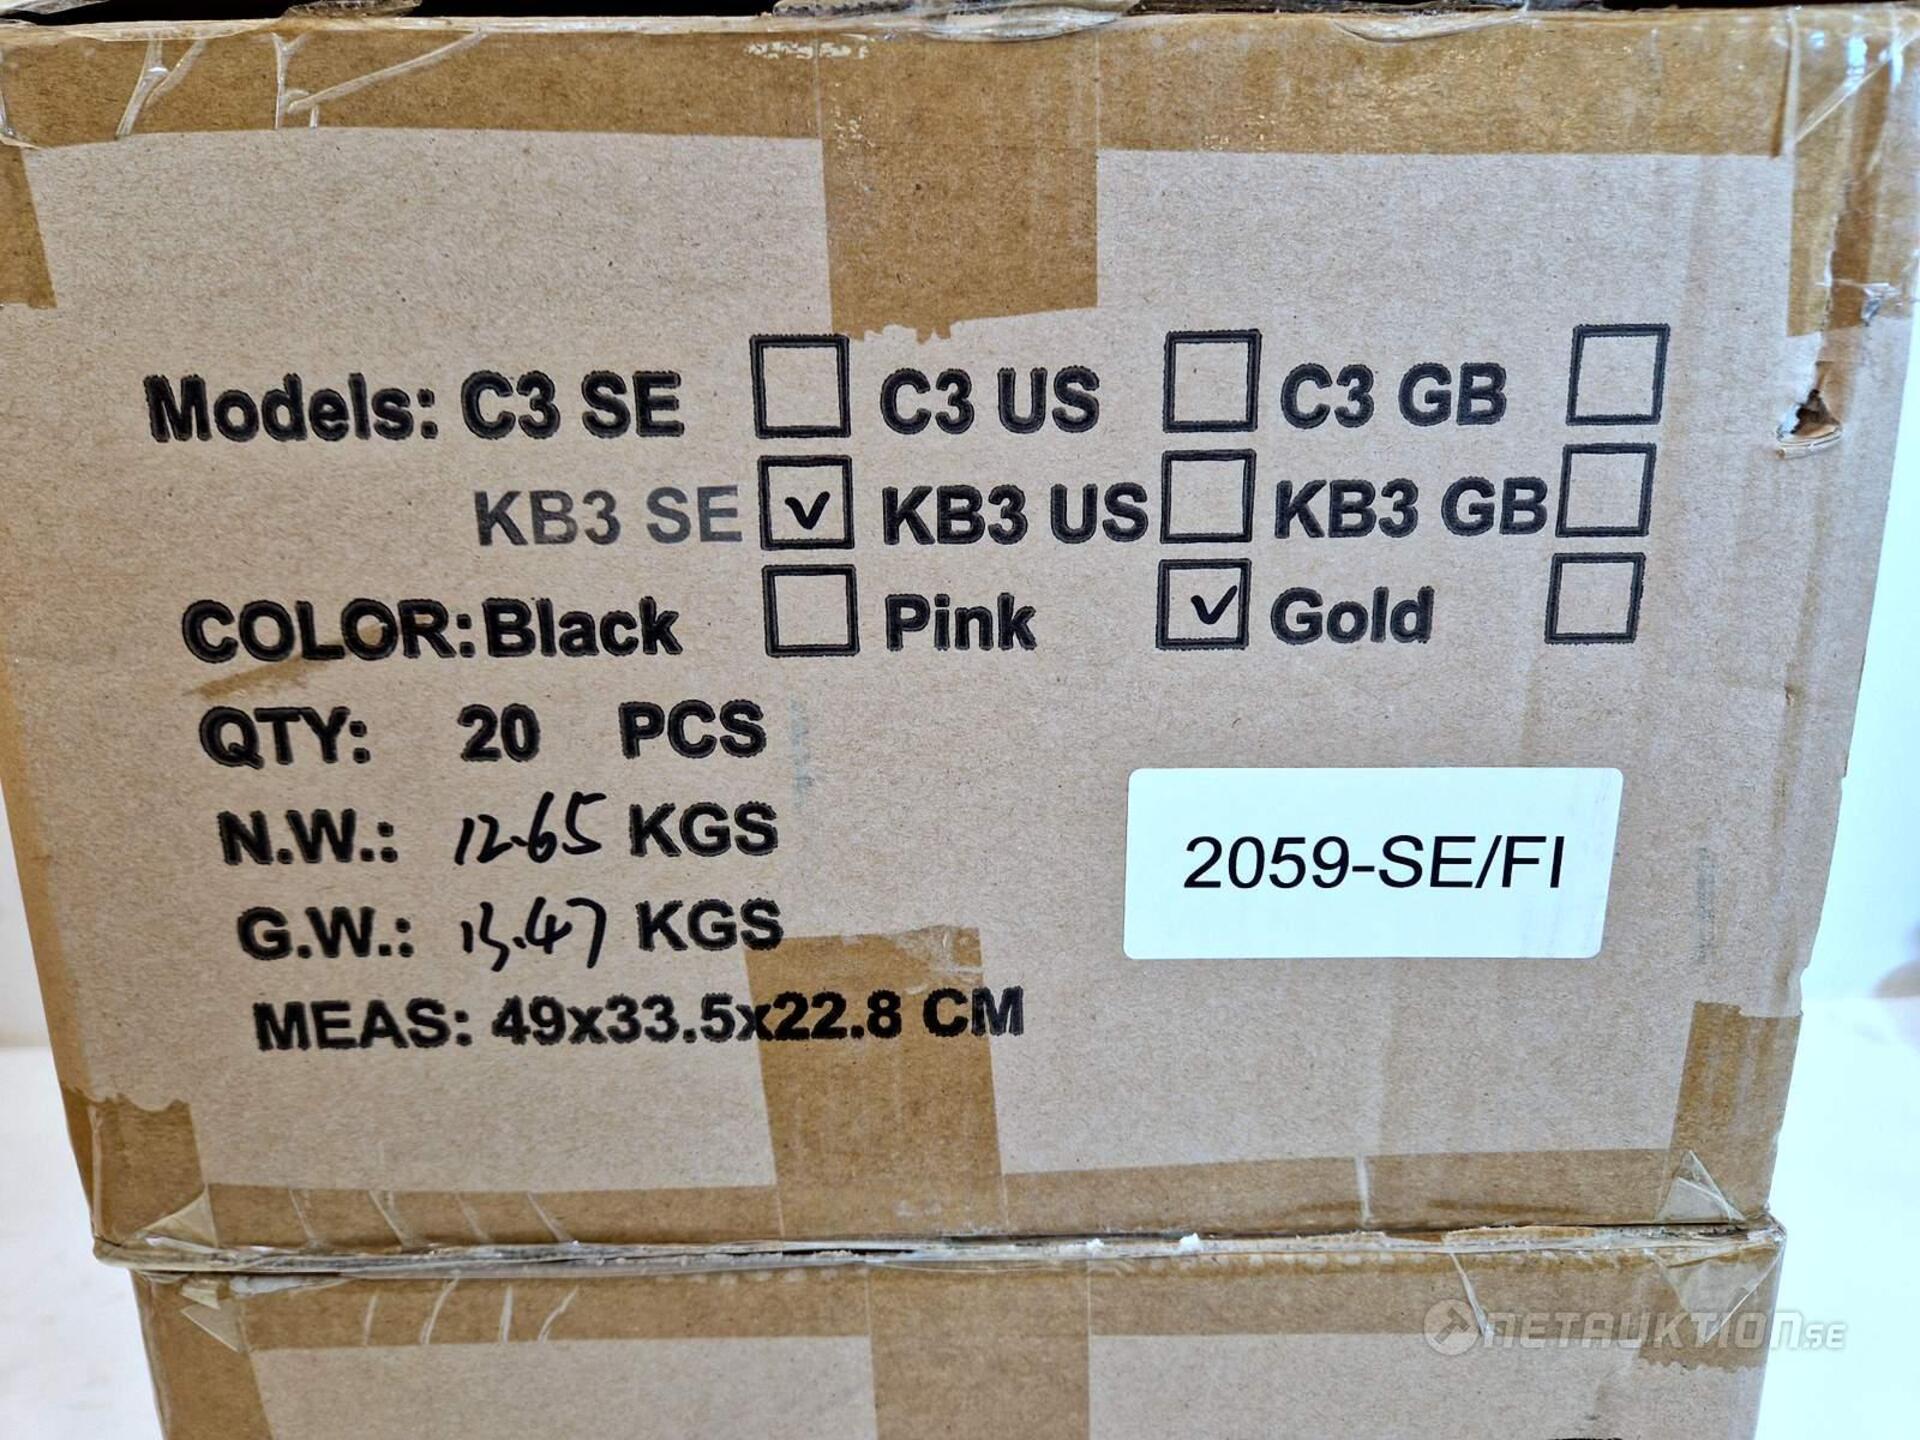 Models: C3 SE ☐ C3 US ☐ C3 GB ☐
KB3 SE ☑ KB3 US ☐ KB3 GB ☐
COLOR: Black ☐ Pink ☑ Gold ☐
QTY: 20 PCS
N.W.: 12.65 KGS
G.W.: 13.47 KGS
MEAS: 49x33.5x22.8 CM
2059-SE/FI
NETAUKTION.SE